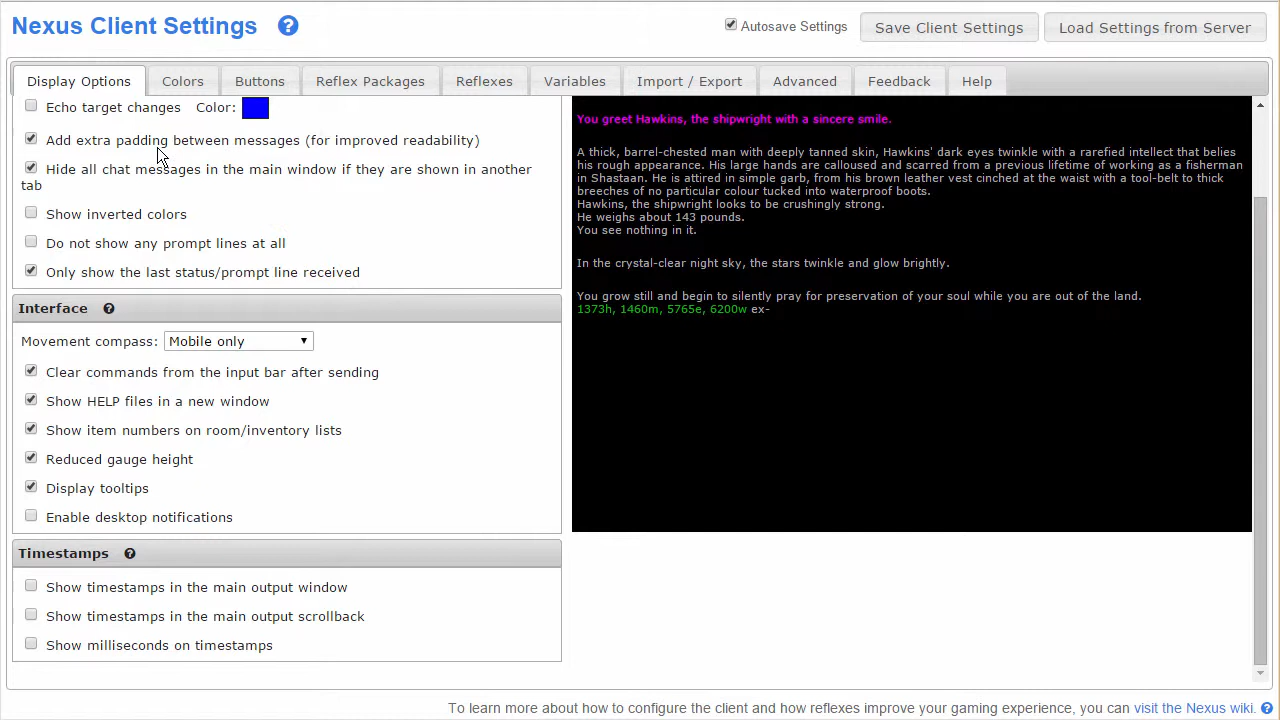 Nexus Client Settings
Autosave Settings
Save Client Settings
Load Settings from Server
Display Options
Colors
Buttons
Reflex Packages
Reflexes
Variables
Import / Export
Advanced
Feedback
Help
Echo target changes Color:
Add extra padding between messages (for improved readability)
Hide all chat messages in the main window if they are shown in another
tab
Show inverted colors
Do not show any prompt lines at all
Only show the last status/prompt line received
Interface
Movement compass: Mobile only
Clear commands from the input bar after sending
Show HELP files in a new window
Show item numbers on room/inventory lists
Reduced gauge height
Display tooltips
Enable desktop notifications
Timestamps
Show timestamps in the main output window
Show timestamps in the main output scrollback
Show milliseconds on timestamps
You greet Hawkins, the shipwright with a sincere smile.
A thick, barrel-chested man with deeply tanned skin, Hawkins' dark eyes twinkle with a rarefied intellect that belies
his rough appearance. His large hands are calloused and scarred from a previous lifetime of working as a fisherman
in Shastaan. He is attired in simple garb, from his brown leather vest cinched at the waist with a tool-belt to thick
breeches of no particular colour tucked into waterproof boots.
Hawkins, the shipwright looks to be crushingly strong.
He weighs about 143 pounds.
You see nothing in it.
In the crystal-clear night sky, the stars twinkle and glow brightly.
You grow still and begin to silently pray for preservation of your soul while you are out of the land.
1373h, 1460m, 5765e, 6200w ex-
To learn more about how to configure the client and how reflexes improve your gaming experience, you can visit the Nexus wiki.